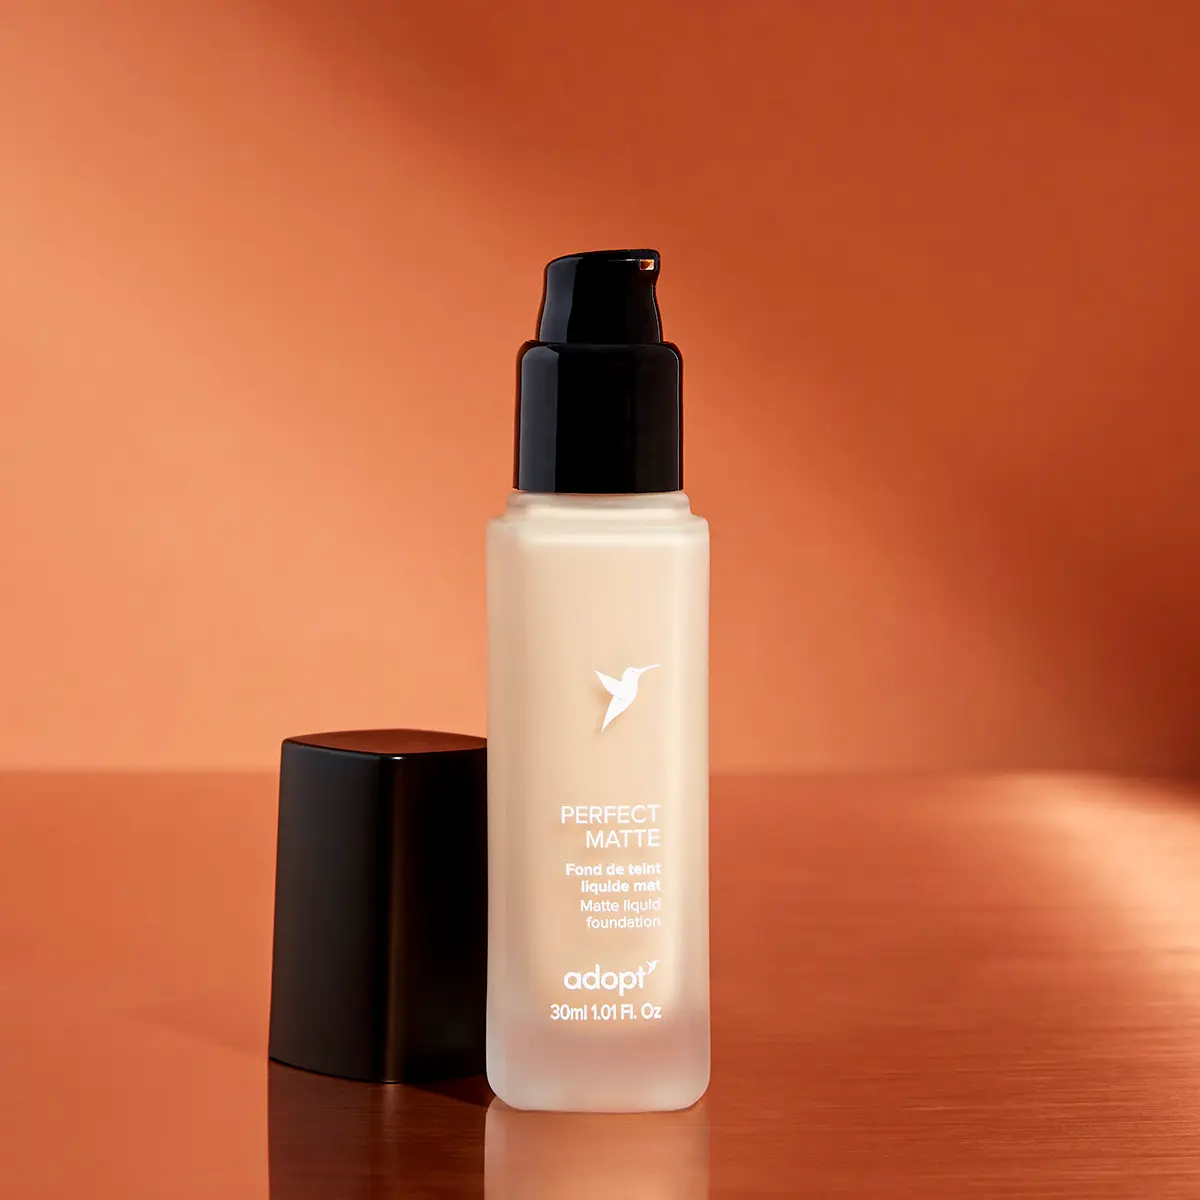 PERFECT
MATTE
Fond de teint
liquide mat
Matte liquid
foundation
adopt
30ml 1.01 Fl. Oz